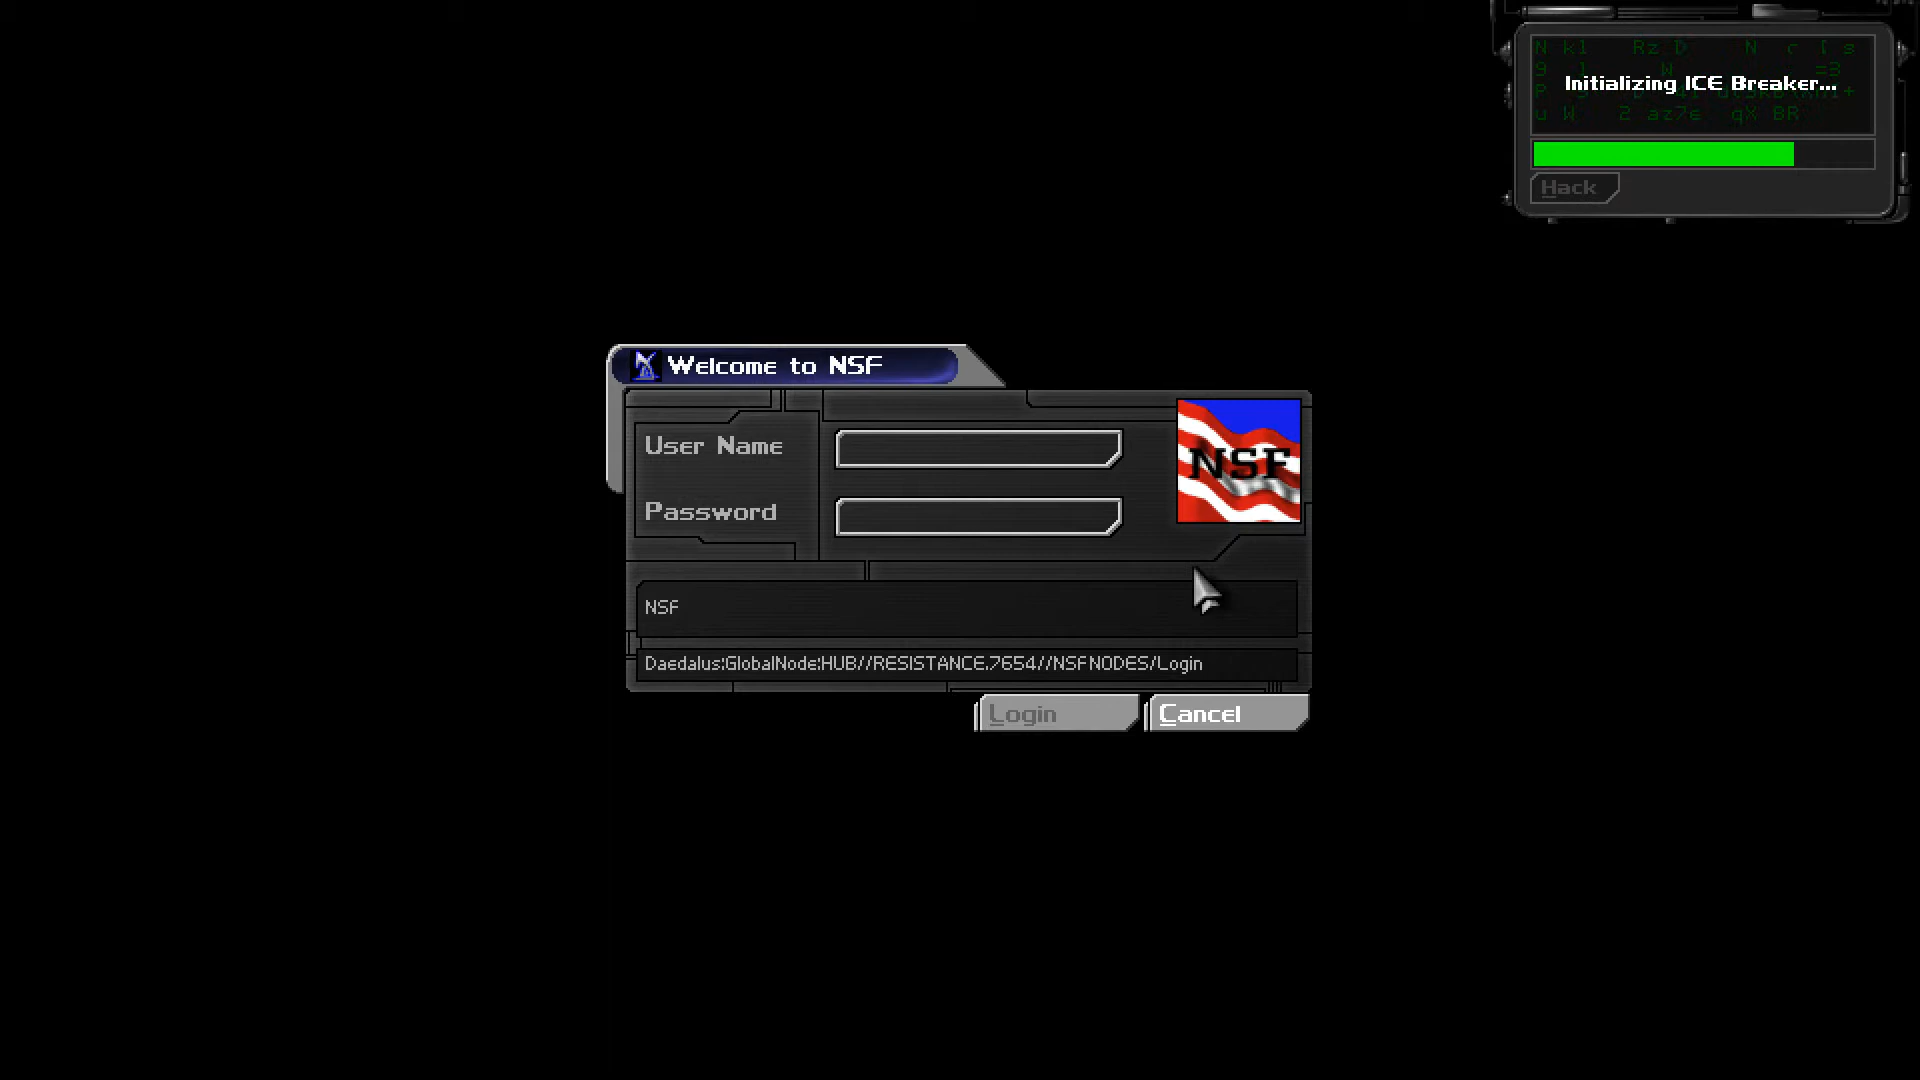 Initializing ICE Breaker...
Hack
Welcome to NSF
User Name
NSF
Password
NSF
Daedalus:GlobalNode:HUB//RESISTANCE.7654//NSFNODES/Login
Login
Cancel